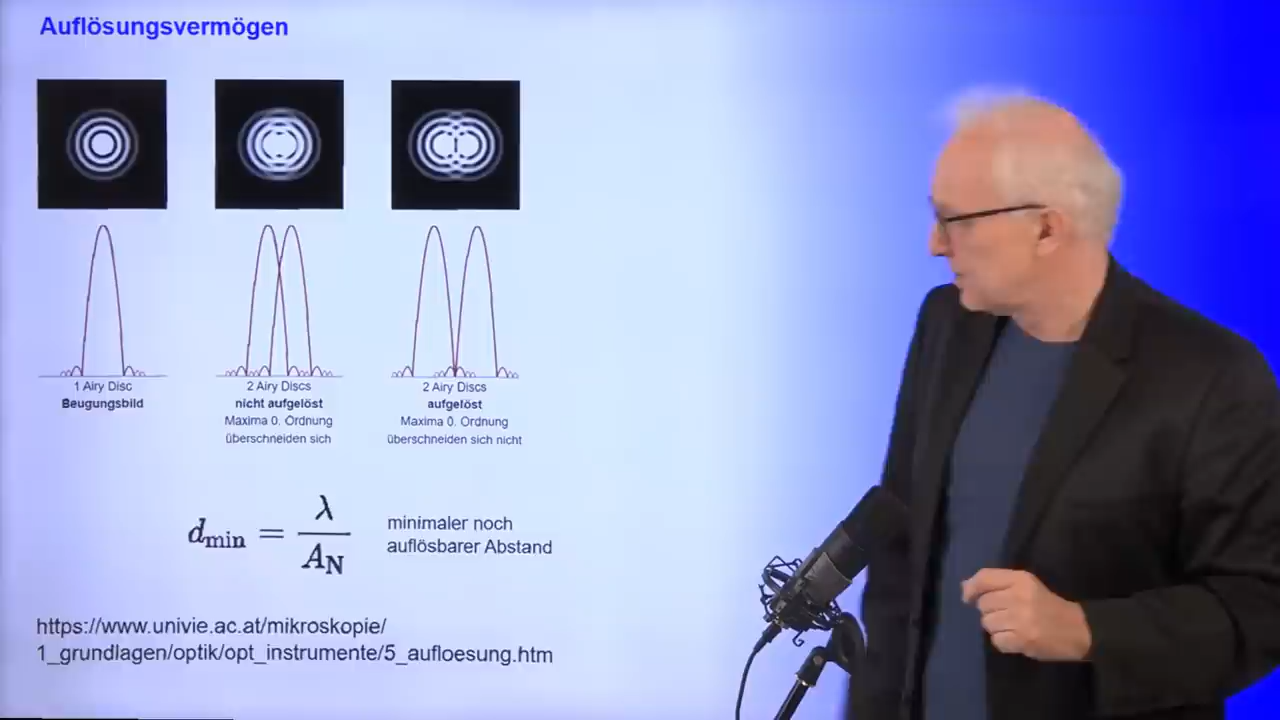 Auflösungsvermögen
1 Airy Disc
Beugungsbild
2 Airy Discs
nicht aufgelöst
Maxima 0. Ordnung
überschneiden sich
2 Airy Discs
aufgelöst
Maxima 0. Ordnung
überschneiden sich nicht
d_min = λ / A_N
minimaler noch
auflösbarer Abstand
https://www.univie.ac.at/mikroskopie/
1_grundlagen/optik/opt_instrumente/5_aufloesung.htm